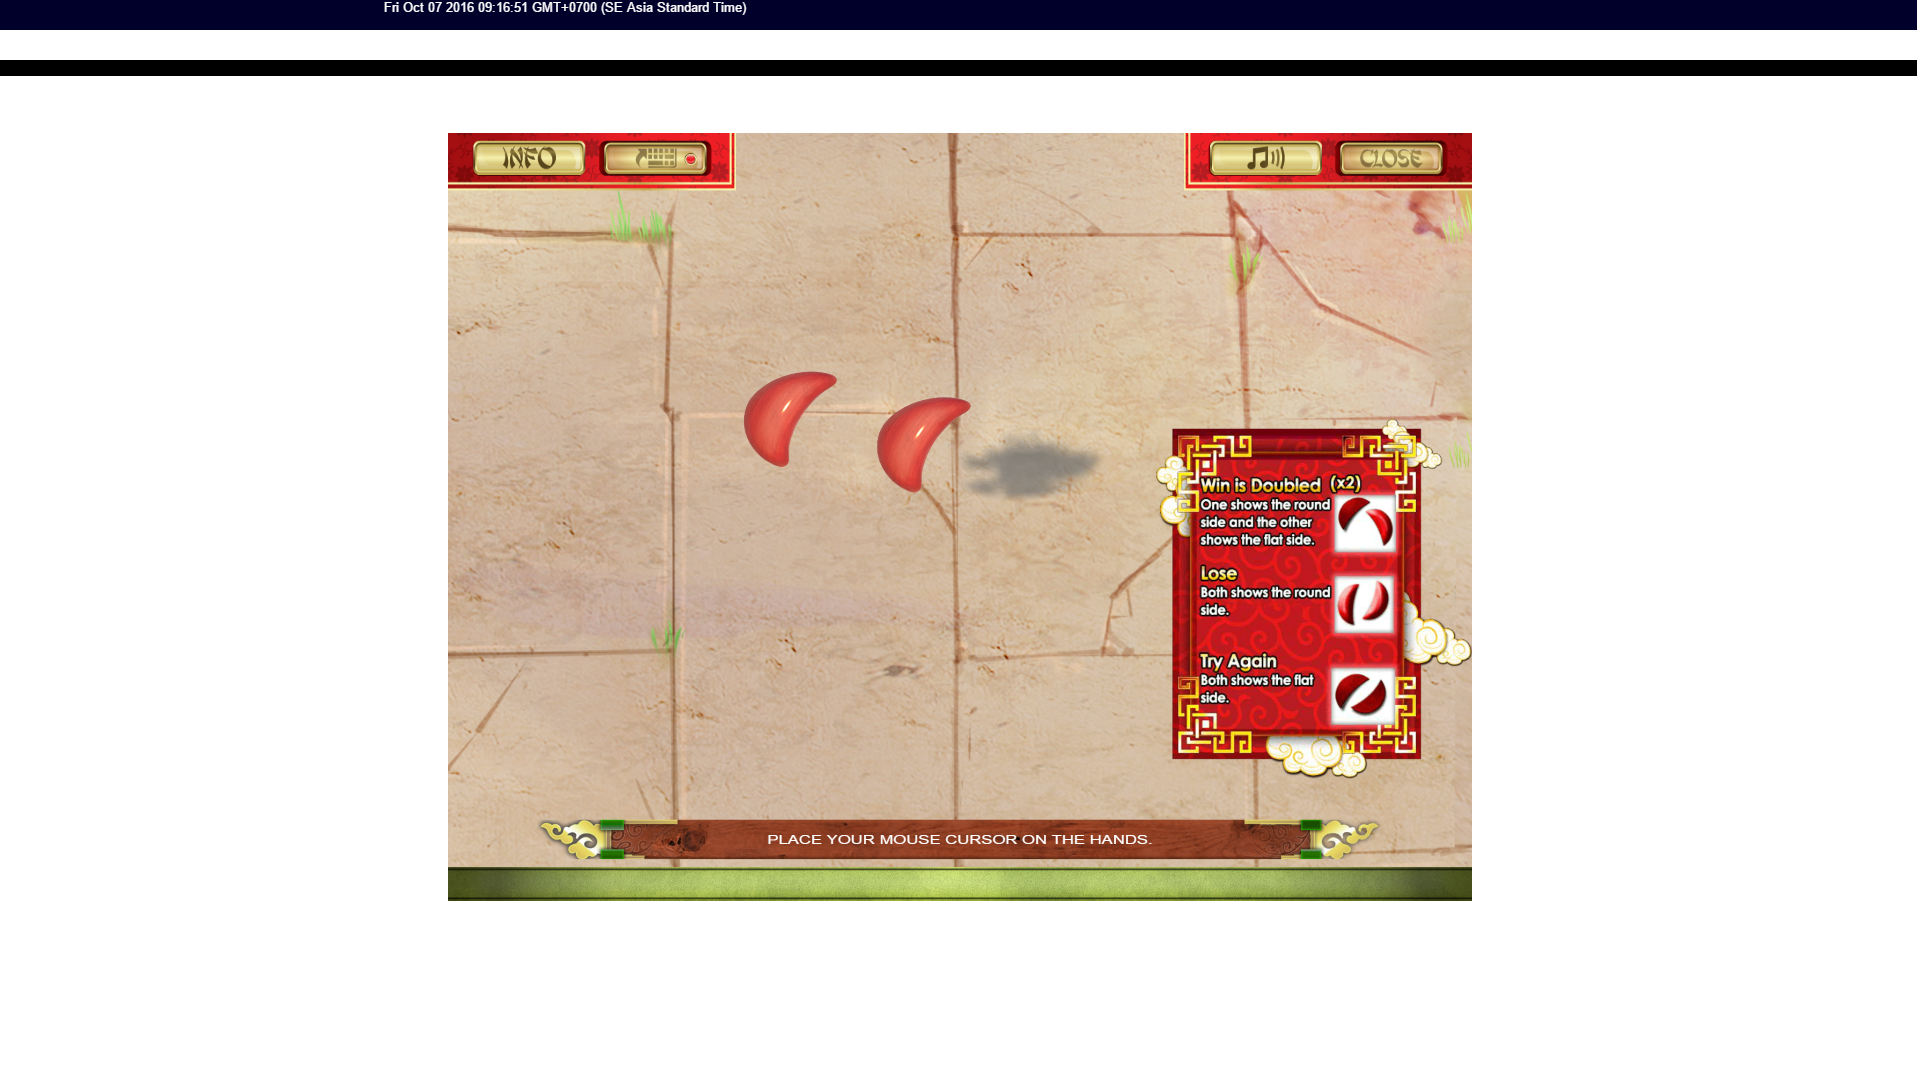 Fri Oct 07 2016 09:16:51 GMT+0700 (SE Asia Standard Time)
INFO
CLOSE
Win is Doubled (x2)
One shows the round
side and the other
shows the flat side.
Lose
Both shows the round
side.
Try Again
Both shows the flat
side.
PLACE YOUR MOUSE CURSOR ON THE HANDS.